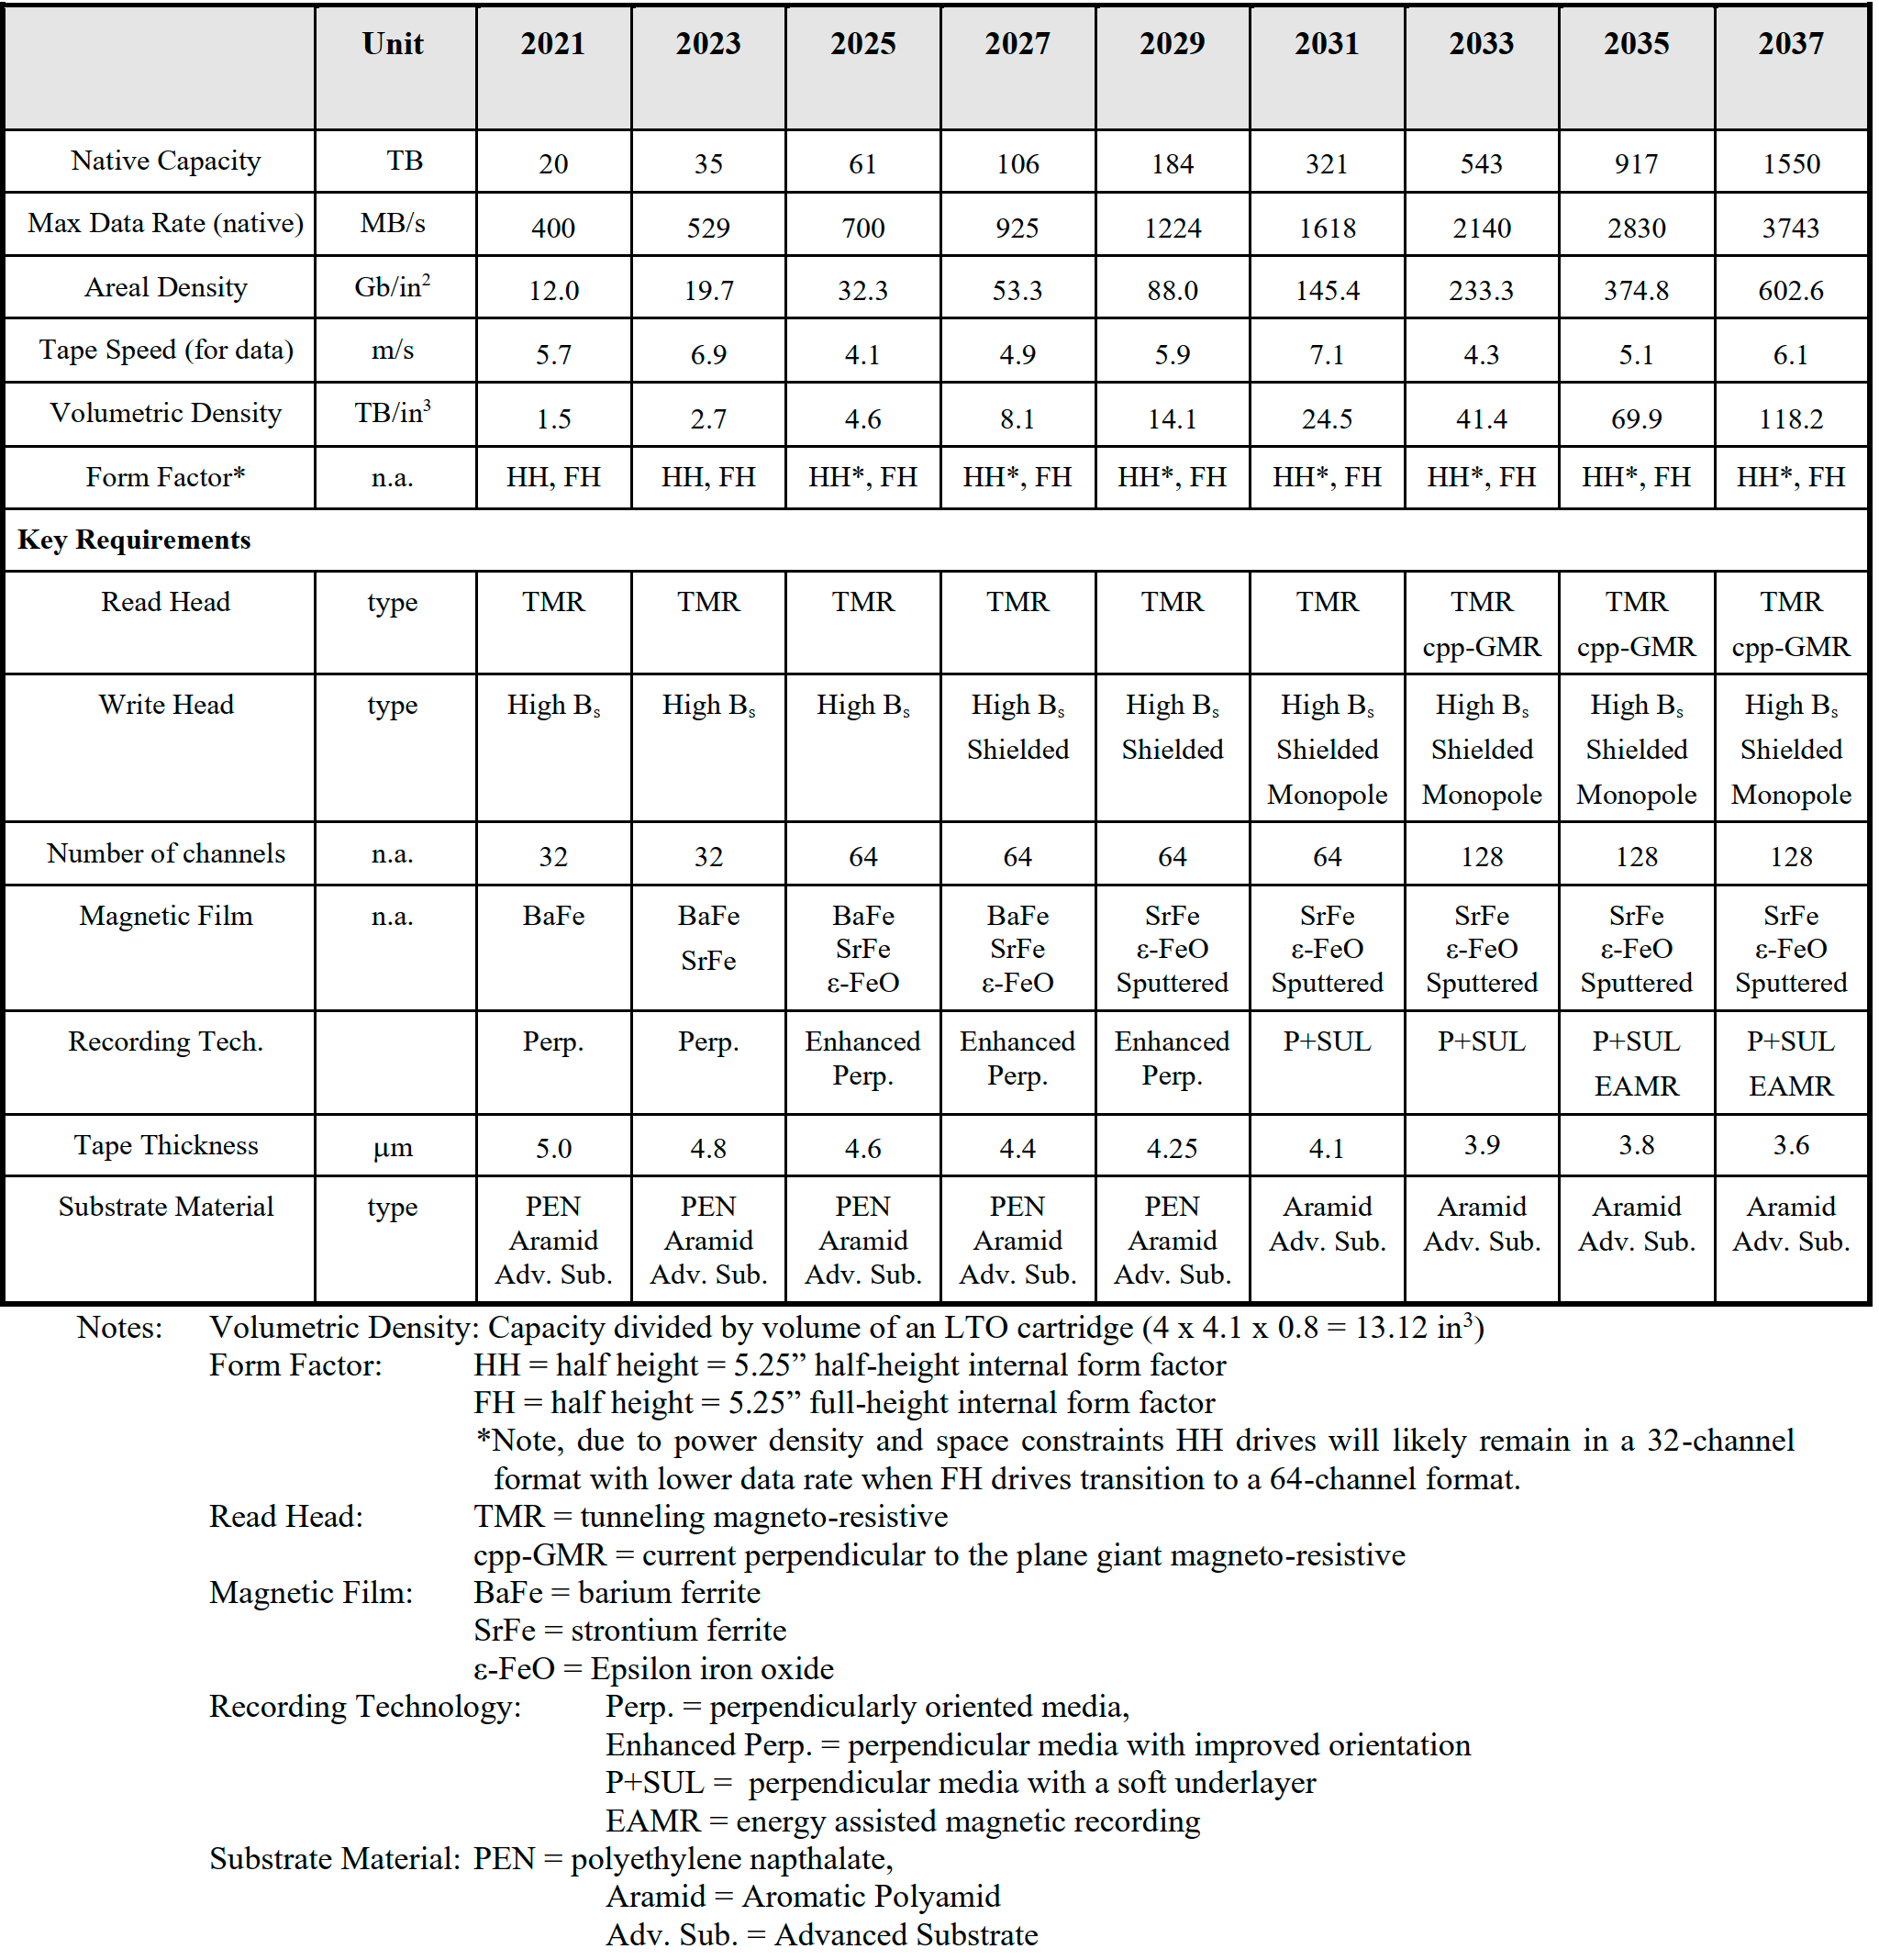 Unit 2021 2023 2025 2027 2029 2031 2033 2035 2037
Native Capacity TB 20 35 61 106 184 321 543 917 1550
Max Data Rate (native) MB/s 400 529 700 925 1224 1618 2140 2830 3743
Areal Density Gb/in² 12.0 19.7 32.3 53.3 88.0 145.4 233.3 374.8 602.6
Tape Speed (for data) m/s 5.7 6.9 4.1 4.9 5.9 7.1 4.3 5.1 6.1
Volumetric Density TB/in³ 1.5 2.7 4.6 8.1 14.1 24.5 41.4 69.9 118.2
Form Factor* n.a. HH, FH HH, FH HH*, FH HH*, FH HH*, FH HH*, FH HH*, FH HH*, FH HH*, FH
Key Requirements
Read Head type TMR TMR TMR TMR TMR TMR TMR TMR TMR
cpp-GMR cpp-GMR cpp-GMR
Write Head type High Bₛ High Bₛ High Bₛ High Bₛ High Bₛ High Bₛ High Bₛ High Bₛ High Bₛ
Shielded Shielded Shielded Shielded Shielded Shielded
Monopole Monopole Monopole Monopole
Number of channels n.a. 32 32 64 64 64 64 128 128 128
Magnetic Film n.a. BaFe BaFe BaFe BaFe SrFe SrFe SrFe SrFe SrFe
SrFe SrFe SrFe ε-FeO ε-FeO ε-FeO ε-FeO ε-FeO
ε-FeO ε-FeO Sputtered Sputtered Sputtered Sputtered Sputtered
Recording Tech. Perp. Perp. Enhanced Enhanced Enhanced P+SUL P+SUL P+SUL P+SUL
Perp. Perp. Perp. EAMR EAMR
Tape Thickness µm 5.0 4.8 4.6 4.4 4.25 4.1 3.9 3.8 3.6
Substrate Material type PEN PEN PEN PEN PEN Aramid Aramid Aramid Aramid
Aramid Aramid Aramid Aramid Aramid Adv. Sub. Adv. Sub. Adv. Sub. Adv. Sub.
Adv. Sub. Adv. Sub. Adv. Sub. Adv. Sub. Adv. Sub.
Notes: Volumetric Density: Capacity divided by volume of an LTO cartridge (4 x 4.1 x 0.8 = 13.12 in³)
Form Factor: HH = half height = 5.25” half-height internal form factor
FH = half height = 5.25” full-height internal form factor
*Note, due to power density and space constraints HH drives will likely remain in a 32-channel
format with lower data rate when FH drives transition to a 64-channel format.
Read Head: TMR = tunneling magneto-resistive
cpp-GMR = current perpendicular to the plane giant magneto-resistive
Magnetic Film: BaFe = barium ferrite
SrFe = strontium ferrite
ε-FeO = Epsilon iron oxide
Recording Technology: Perp. = perpendicularly oriented media,
Enhanced Perp. = perpendicular media with improved orientation
P+SUL = perpendicular media with a soft underlayer
EAMR = energy assisted magnetic recording
Substrate Material: PEN = polyethylene napthalate,
Aramid = Aromatic Polyamid
Adv. Sub. = Advanced Substrate